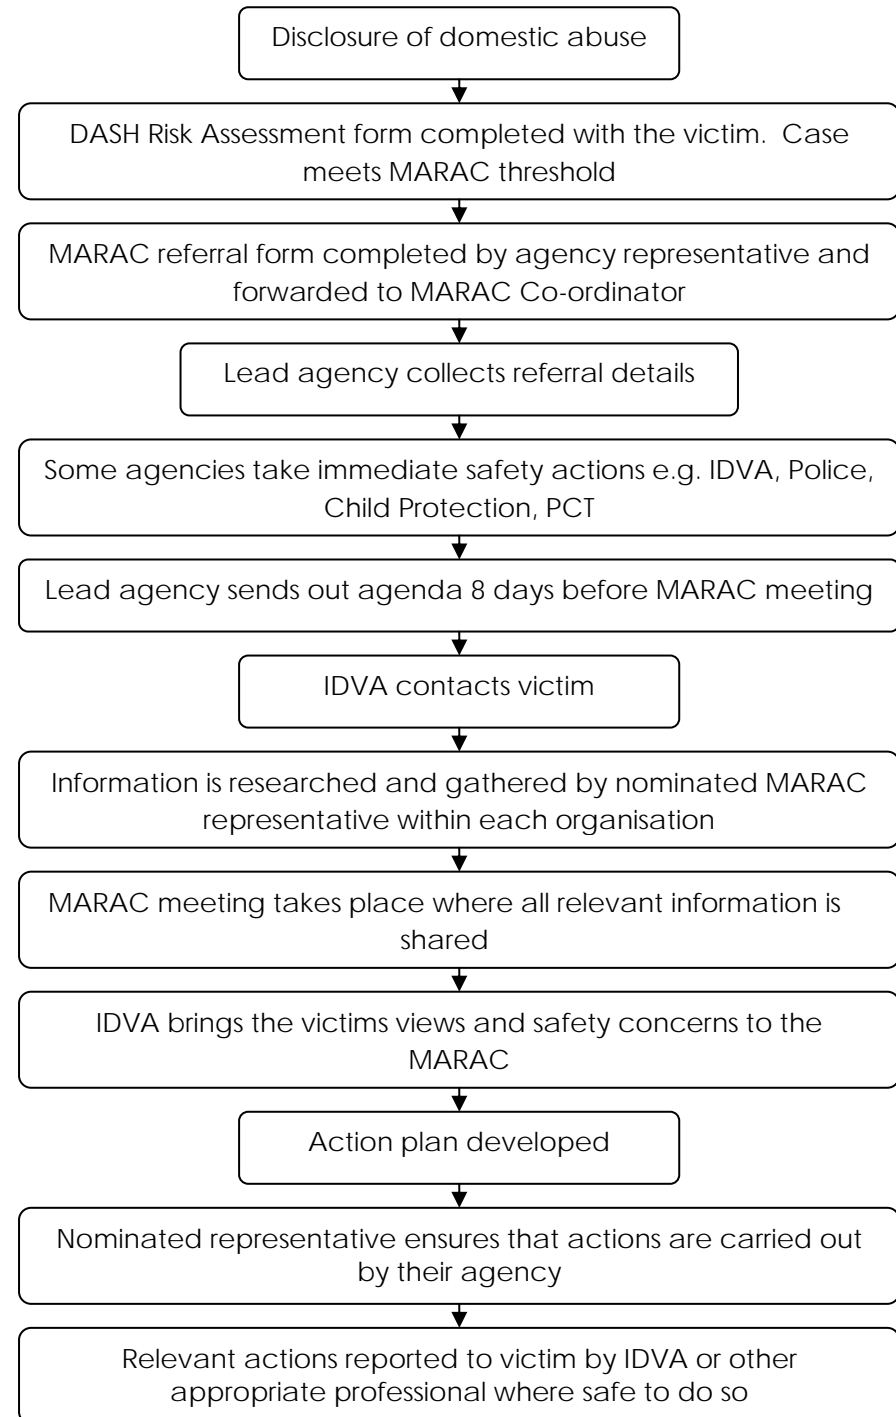 Disclosure of domestic abuse
DASH Risk Assessment form completed with the victim.  Case
meets MARAC threshold
MARAC referral form completed by agency representative and
forwarded to MARAC Co-ordinator
Lead agency collects referral details
Some agencies take immediate safety actions e.g. IDVA, Police,
Child Protection, PCT
Lead agency sends out agenda 8 days before MARAC meeting
IDVA contacts victim
Information is researched and gathered by nominated MARAC
representative within each organisation
MARAC meeting takes place where all relevant information is
shared
IDVA brings the victims views and safety concerns to the
MARAC
Action plan developed
Nominated representative ensures that actions are carried out
by their agency
Relevant actions reported to victim by IDVA or other
appropriate professional where safe to do so